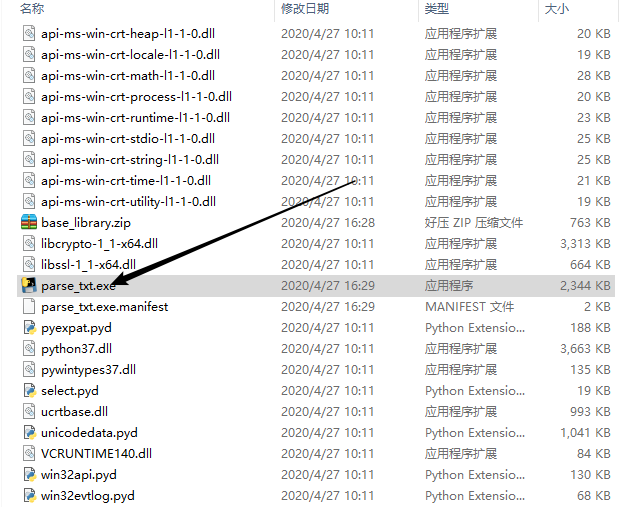 名称 修改日期 类型 大小
api-ms-win-crt-heap-l1-1-0.dll 2020/4/27 10:11 应用程序扩展 20 KB
api-ms-win-crt-locale-l1-1-0.dll 2020/4/27 10:11 应用程序扩展 19 KB
api-ms-win-crt-math-l1-1-0.dll 2020/4/27 10:11 应用程序扩展 28 KB
api-ms-win-crt-process-l1-1-0.dll 2020/4/27 10:11 应用程序扩展 20 KB
api-ms-win-crt-runtime-l1-1-0.dll 2020/4/27 10:11 应用程序扩展 23 KB
api-ms-win-crt-stdio-l1-1-0.dll 2020/4/27 10:11 应用程序扩展 25 KB
api-ms-win-crt-string-l1-1-0.dll 2020/4/27 10:11 应用程序扩展 25 KB
api-ms-win-crt-time-l1-1-0.dll 2020/4/27 10:11 应用程序扩展 21 KB
api-ms-win-crt-utility-l1-1-0.dll 2020/4/27 10:11 应用程序扩展 19 KB
base_library.zip 2020/4/27 16:28 好压 ZIP 压缩文件 763 KB
libcrypto-1_1-x64.dll 2020/4/27 10:11 应用程序扩展 3,313 KB
libssl-1_1-x64.dll 2020/4/27 10:11 应用程序扩展 664 KB
parse_txt.exe 2020/4/27 16:29 应用程序 2,344 KB
parse_txt.exe.manifest 2020/4/27 16:29 MANIFEST 文件 2 KB
pyexpat.pyd 2020/4/27 10:11 Python Extensio... 188 KB
python37.dll 2020/4/27 10:11 应用程序扩展 3,663 KB
pywintypes37.dll 2020/4/27 10:11 应用程序扩展 135 KB
select.pyd 2020/4/27 10:11 Python Extensio... 19 KB
ucrtbase.dll 2020/4/27 10:11 应用程序扩展 993 KB
unicodedata.pyd 2020/4/27 10:11 Python Extensio... 1,041 KB
VCRUNTIME140.dll 2020/4/27 10:11 应用程序扩展 84 KB
win32api.pyd 2020/4/27 10:11 Python Extensio... 130 KB
win32evtlog.pyd 2020/4/27 10:11 Python Extensio... 68 KB